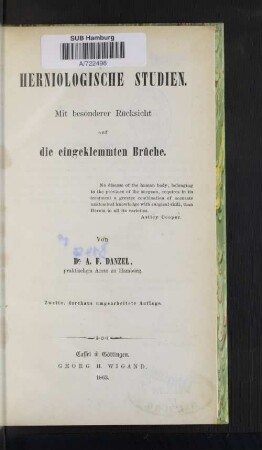 SUB Hamburg
A/722498
HERNIOLOGISCHE STUDIEN.
Mit besonderer Rücksicht
auf
die eingeklemmten Brüche.
No disease of the human body, belonging
to the province of the surgeon, requires in its
treatment a greater combination of accurate
anatomical knowledge with surgical skill, than
Hernia in all its varieties.
Astley Cooper.
Von
Dr. A. F. DANZEL,
praktischem Arzte zu Hamburg.
Zweite, durchaus umgearbeitete Auflage.
Cassel & Göttingen.
GEORG H. WIGAND.